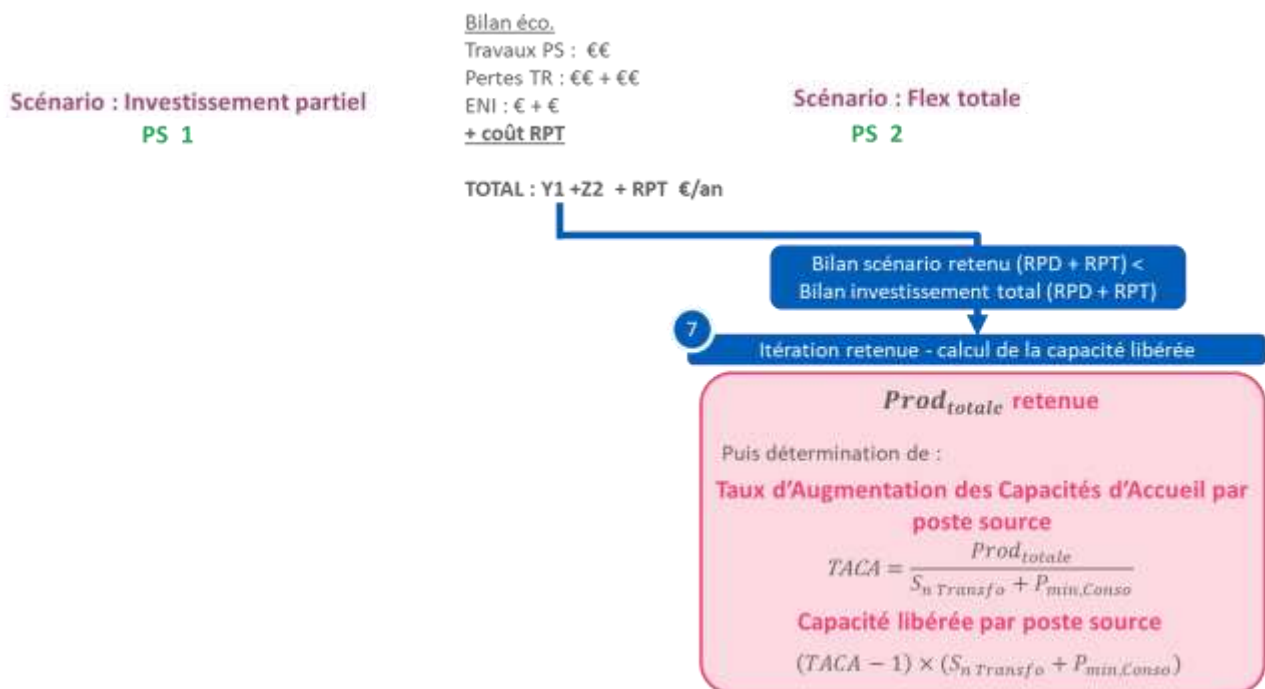 Bilan éco.
Travaux PS : €€
Pertes TR : €€ + €€
ENI : € + €
+ coût RPT
TOTAL : Y1 +Z2 + RPT €/an
Scénario : Investissement partiel
PS 1
Scénario : Flex totale
PS 2
Bilan scénario retenu (RPD + RPT) <
Bilan investissement total (RPD + RPT)
7
Itération retenue - calcul de la capacité libérée
Prod_totale retenue
Puis détermination de :
Taux d'Augmentation des Capacités d'Accueil par
poste source
TACA = Prod_totale / (S_n Transfo + P_min,Conso)
Capacité libérée par poste source
(TACA − 1) × (S_n Transfo + P_min,Conso)